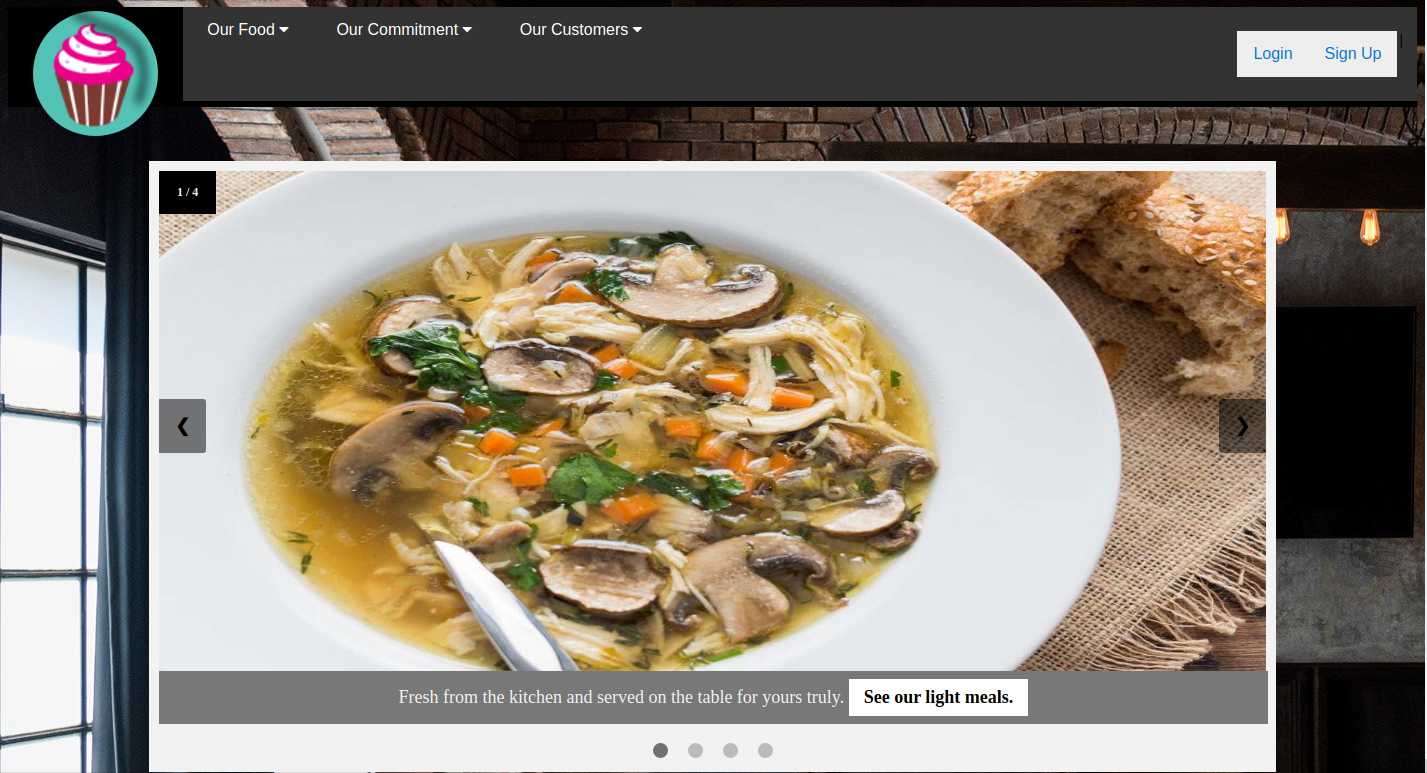 Our Food
Our Commitment
Our Customers
Login
Sign Up
|
1 / 4
❮
❯
Fresh from the kitchen and served on the table for yours truly. See our light meals.